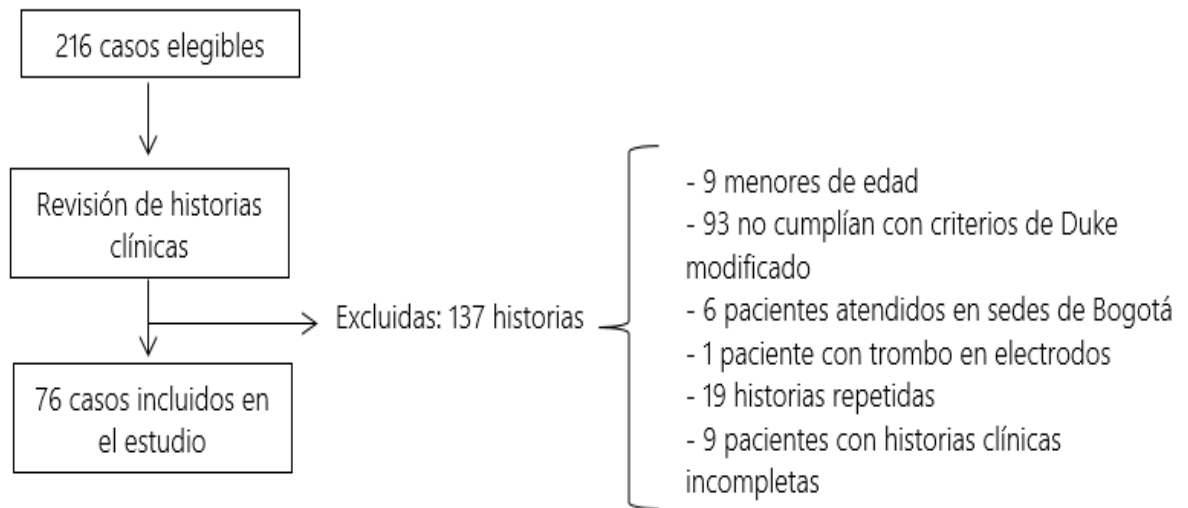 216 casos elegibles
Revisión de historias
clínicas
Excluidas: 137 historias
- 9 menores de edad
- 93 no cumplían con criterios de Duke
modificado
- 6 pacientes atendidos en sedes de Bogotá
- 1 paciente con trombo en electrodos
- 19 historias repetidas
- 9 pacientes con historias clínicas
incompletas
76 casos incluidos en
el estudio